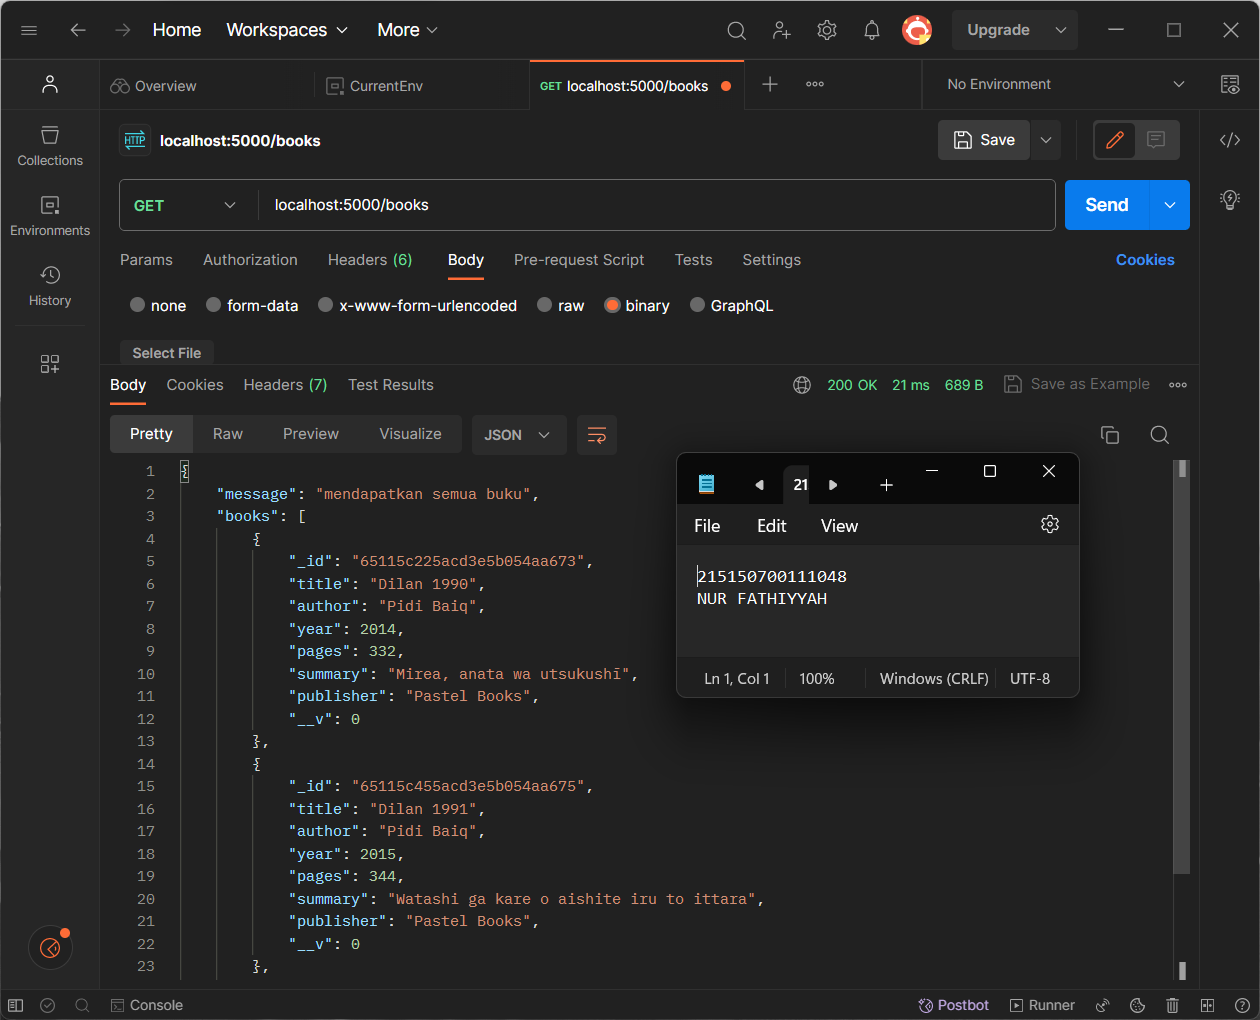 Home Workspaces More Upgrade
Overview CurrentEnv GET localhost:5000/books No Environment
HTTP localhost:5000/books Save
Collections
Environments
History
GET localhost:5000/books Send
Params Authorization Headers (6) Body Pre-request Script Tests Settings Cookies
none form-data x-www-form-urlencoded raw binary GraphQL
Select File
Body Cookies Headers (7) Test Results 200 OK 21 ms 689 B Save as Example
Pretty Raw Preview Visualize JSON
1 {
2 "message": "mendapatkan semua buku",
3 "books": [
4 {
5 "_id": "65115c225acd3e5b054aa673",
6 "title": "Dilan 1990",
7 "author": "Pidi Baiq",
8 "year": 2014,
9 "pages": 332,
10 "summary": "Mirea, anata wa utsukushī",
11 "publisher": "Pastel Books",
12 "__v": 0
13 },
14 {
15 "_id": "65115c455acd3e5b054aa675",
16 "title": "Dilan 1991",
17 "author": "Pidi Baiq",
18 "year": 2015,
19 "pages": 344,
20 "summary": "Watashi ga kare o aishite iru to ittara",
21 "publisher": "Pastel Books",
22 "__v": 0
23 },
21
File Edit View
215150700111048
NUR FATHIYYAH
Ln 1, Col 1 100% Windows (CRLF) UTF-8
Console Postbot Runner